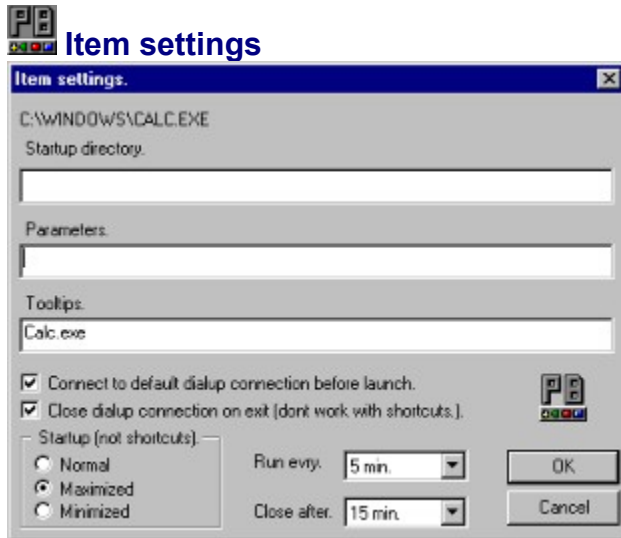 PB
Item settings
Item settings.
C:\WINDOWS\CALC.EXE
Startup directory.
Parameters.
Tooltips.
Calc.exe
Connect to default dialup connection before launch.
Close dialup connection on exit (dont work with shortcuts.).
PB
Startup (not shortcuts).
Normal
Maximized
Minimized
Run evry. 5 min.
Close after. 15 min.
OK
Cancel